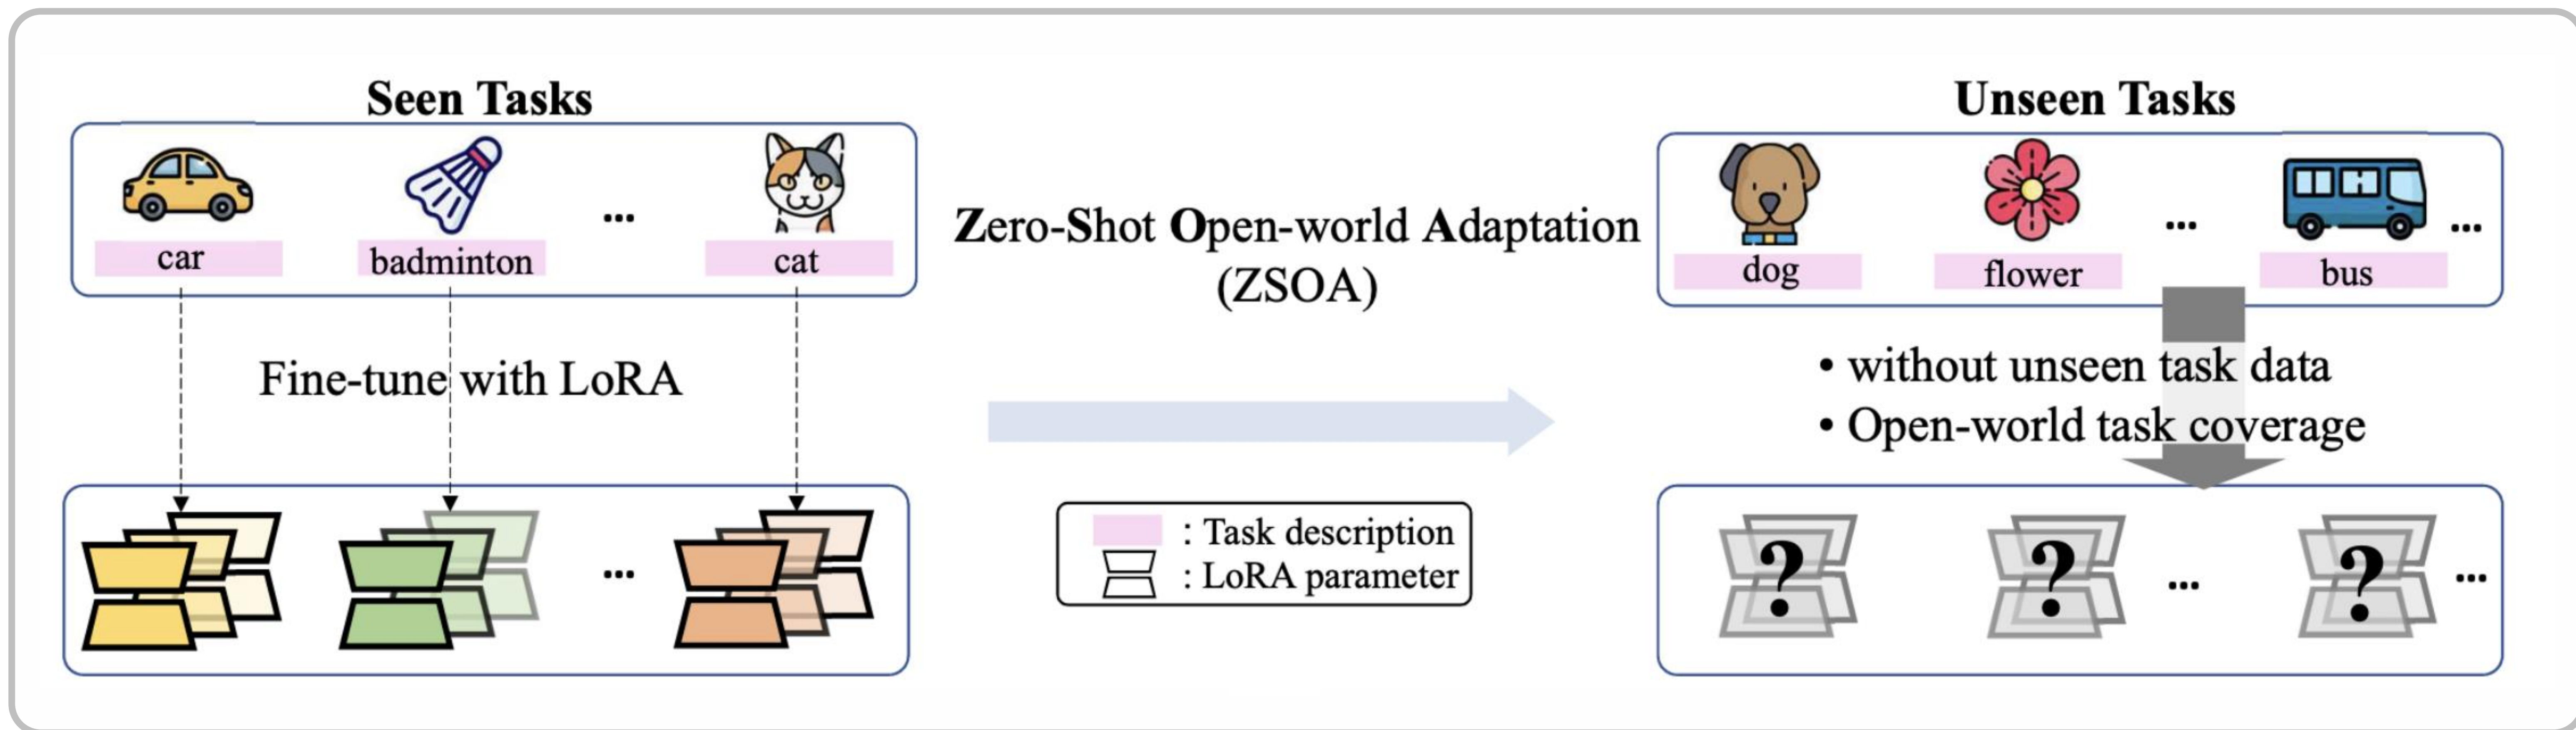 Seen Tasks
car
badminton
...
cat
Fine-tune with LoRA
...
Zero-Shot Open-world Adaptation
(ZSOA)
: Task description
: LoRA parameter
Unseen Tasks
dog
flower
...
bus
...
• without unseen task data
• Open-world task coverage
?
?
...
?
...